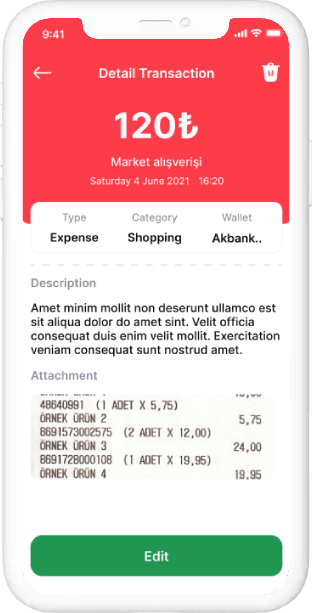 9:41
Detail Transaction
120₺
Market alışverişi
Saturday 4 June 2021 16:20
Type Category Wallet
Expense Shopping Akbank..
Description
Amet minim mollit non deserunt ullamco est
sit aliqua dolor do amet sint. Velit officia
consequat duis enim velit mollit. Exercitation
veniam consequat sunt nostrud amet.
Attachment
48640991 (1 ADET X 5,75)
ÖRNEK ÜRÜN 2 5,75
8691573002575 (2 ADET X 12,00)
ÖRNEK ÜRÜN 3 24,00
8691728000108 (1 ADET X 19,95)
ÖRNEK ÜRÜN 4 19.95
Edit